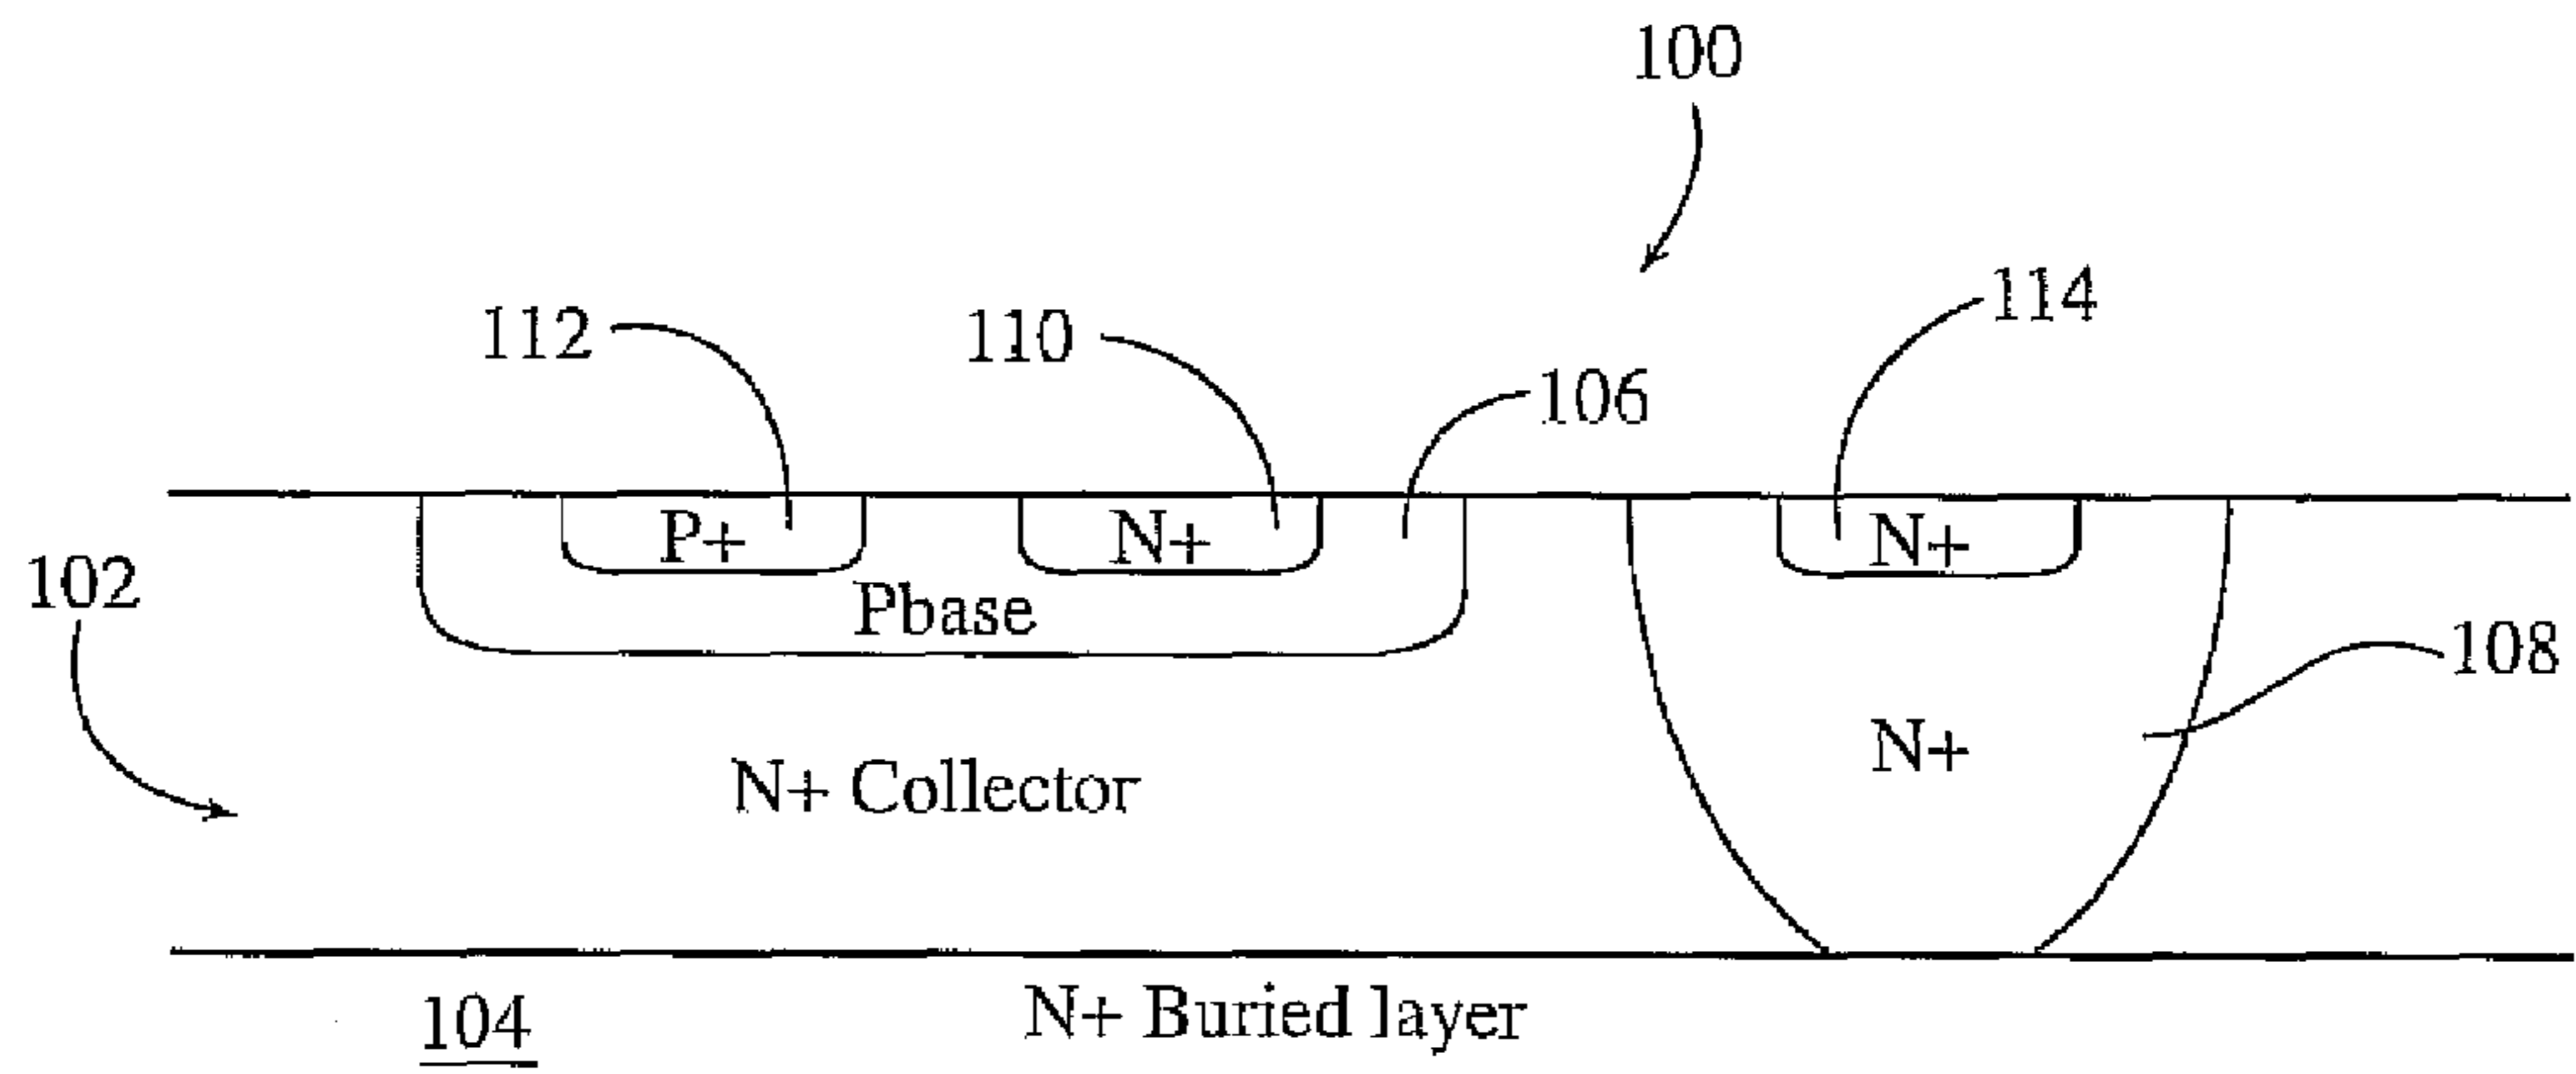 100
114
112
110
106
P+
N+
N+
102
Pbase
108
N+
N+ Collector
104
N+ Buried layer